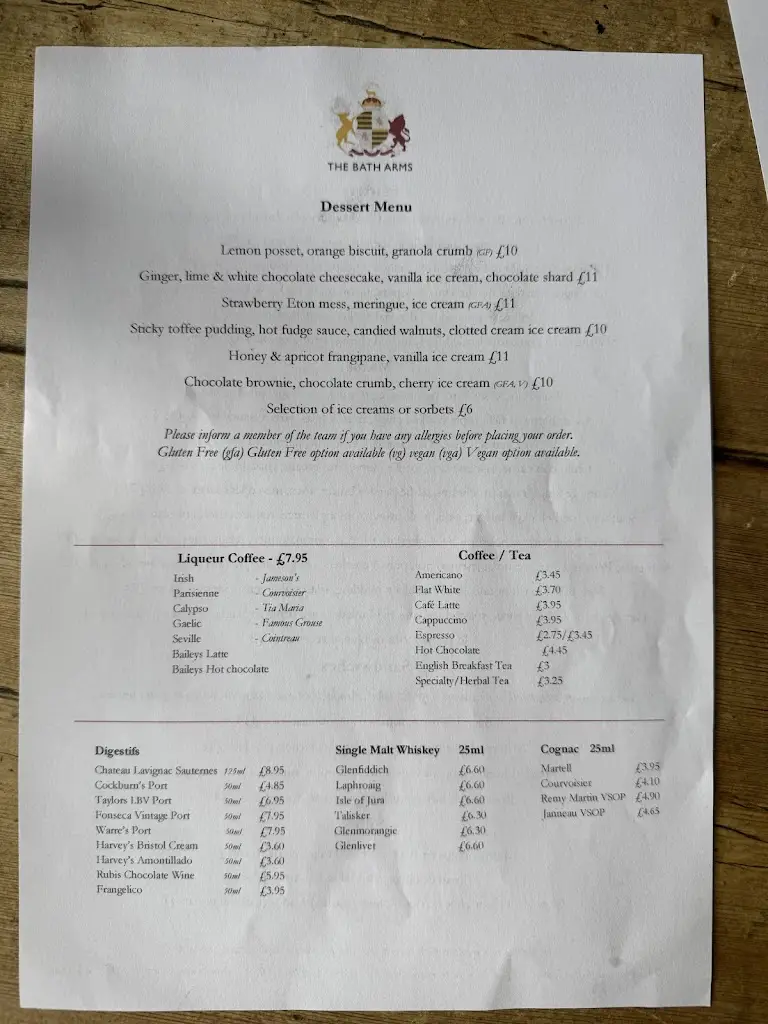 THE BATH ARMS
Dessert Menu
Lemon posset, orange biscuit, granola crumb (GF) £10
Ginger, lime & white chocolate cheesecake, vanilla ice cream, chocolate shard £11
Strawberry Eton mess, meringue, ice cream (GFA) £11
Sticky toffee pudding, hot fudge sauce, candied walnuts, clotted cream ice cream £10
Honey & apricot frangipane, vanilla ice cream £11
Chocolate brownie, chocolate crumb, cherry ice cream (GFA, V) £10
Selection of ice creams or sorbets £6
Please inform a member of the team if you have any allergies before placing your order.
Gluten Free (gfa) Gluten Free option available (vg) vegan (vga) Vegan option available.
Liqueur Coffee - £7.95
Irish - Jameson's
Parisienne - Courvoisier
Calypso - Tia Maria
Gaelic - Famous Grouse
Seville - Cointreau
Baileys Latte
Baileys Hot chocolate
Coffee / Tea
Americano £3.45
Flat White £3.70
Café Latte £3.95
Cappuccino £3.95
Espresso £2.75/£3.45
Hot Chocolate £4.45
English Breakfast Tea £3
Specialty/Herbal Tea £3.25
Digestifs
Chateau Lavignac Sauternes 125ml £8.95
Cockburn's Port 50ml £4.85
Taylors LBV Port 50ml £6.95
Fonseca Vintage Port 50ml £7.95
Warre's Port 50ml £7.95
Harvey's Bristol Cream 50ml £3.60
Harvey's Amontillado 50ml £3.60
Rubis Chocolate Wine 50ml £5.95
Frangelico 50ml £3.95
Single Malt Whiskey 25ml
Glenfiddich £6.60
Laphroaig £6.60
Isle of Jura £6.60
Talisker £6.30
Glenmorangie £6.30
Glenlivet £6.60
Cognac 25ml
Martell £3.95
Courvoisier £4.10
Remy Martin VSOP £4.90
Janneau VSOP £4.65